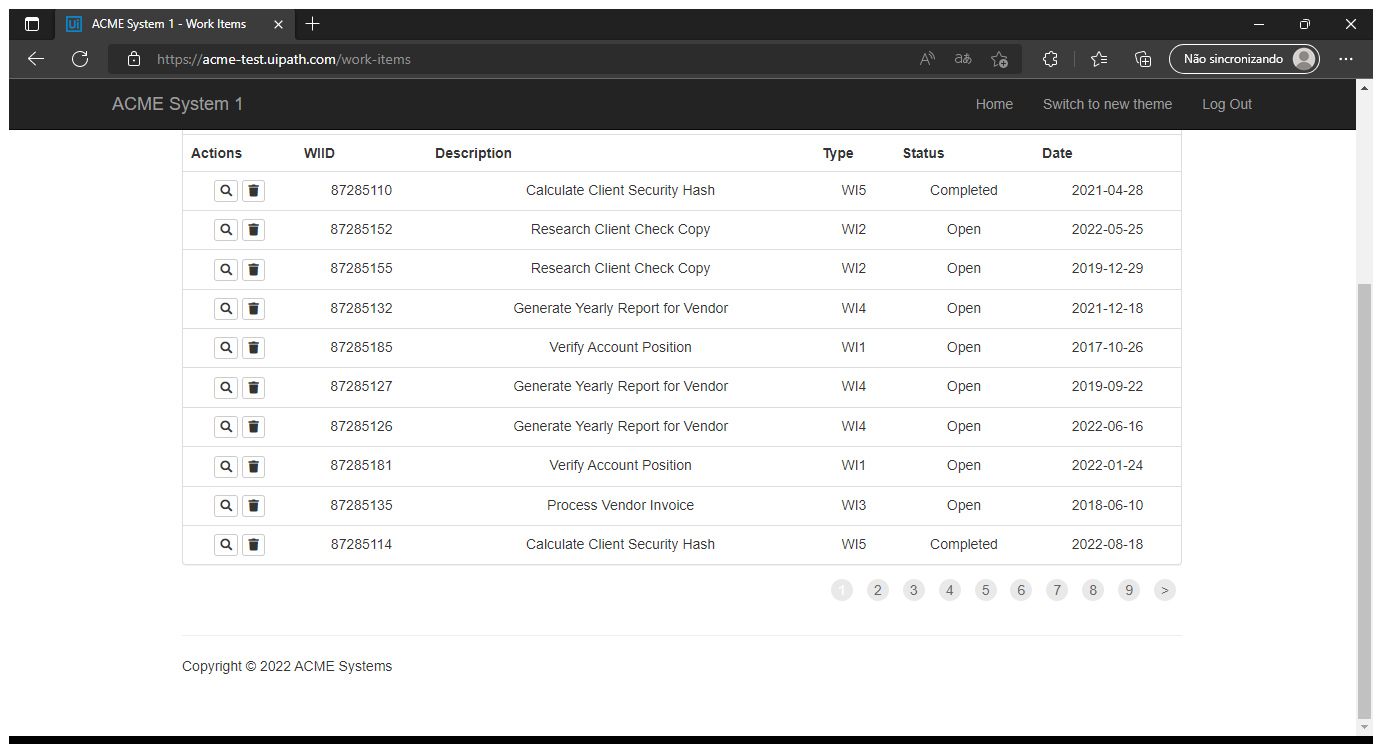 ACME System 1 - Work Items
https://acme-test.uipath.com/work-items
Não sincronizando
ACME System 1 Home Switch to new theme Log Out
Actions WIID Description Type Status Date
87285110 Calculate Client Security Hash WI5 Completed 2021-04-28
87285152 Research Client Check Copy WI2 Open 2022-05-25
87285155 Research Client Check Copy WI2 Open 2019-12-29
87285132 Generate Yearly Report for Vendor WI4 Open 2021-12-18
87285185 Verify Account Position WI1 Open 2017-10-26
87285127 Generate Yearly Report for Vendor WI4 Open 2019-09-22
87285126 Generate Yearly Report for Vendor WI4 Open 2022-06-16
87285181 Verify Account Position WI1 Open 2022-01-24
87285135 Process Vendor Invoice WI3 Open 2018-06-10
87285114 Calculate Client Security Hash WI5 Completed 2022-08-18
1 2 3 4 5 6 7 8 9 >
Copyright © 2022 ACME Systems